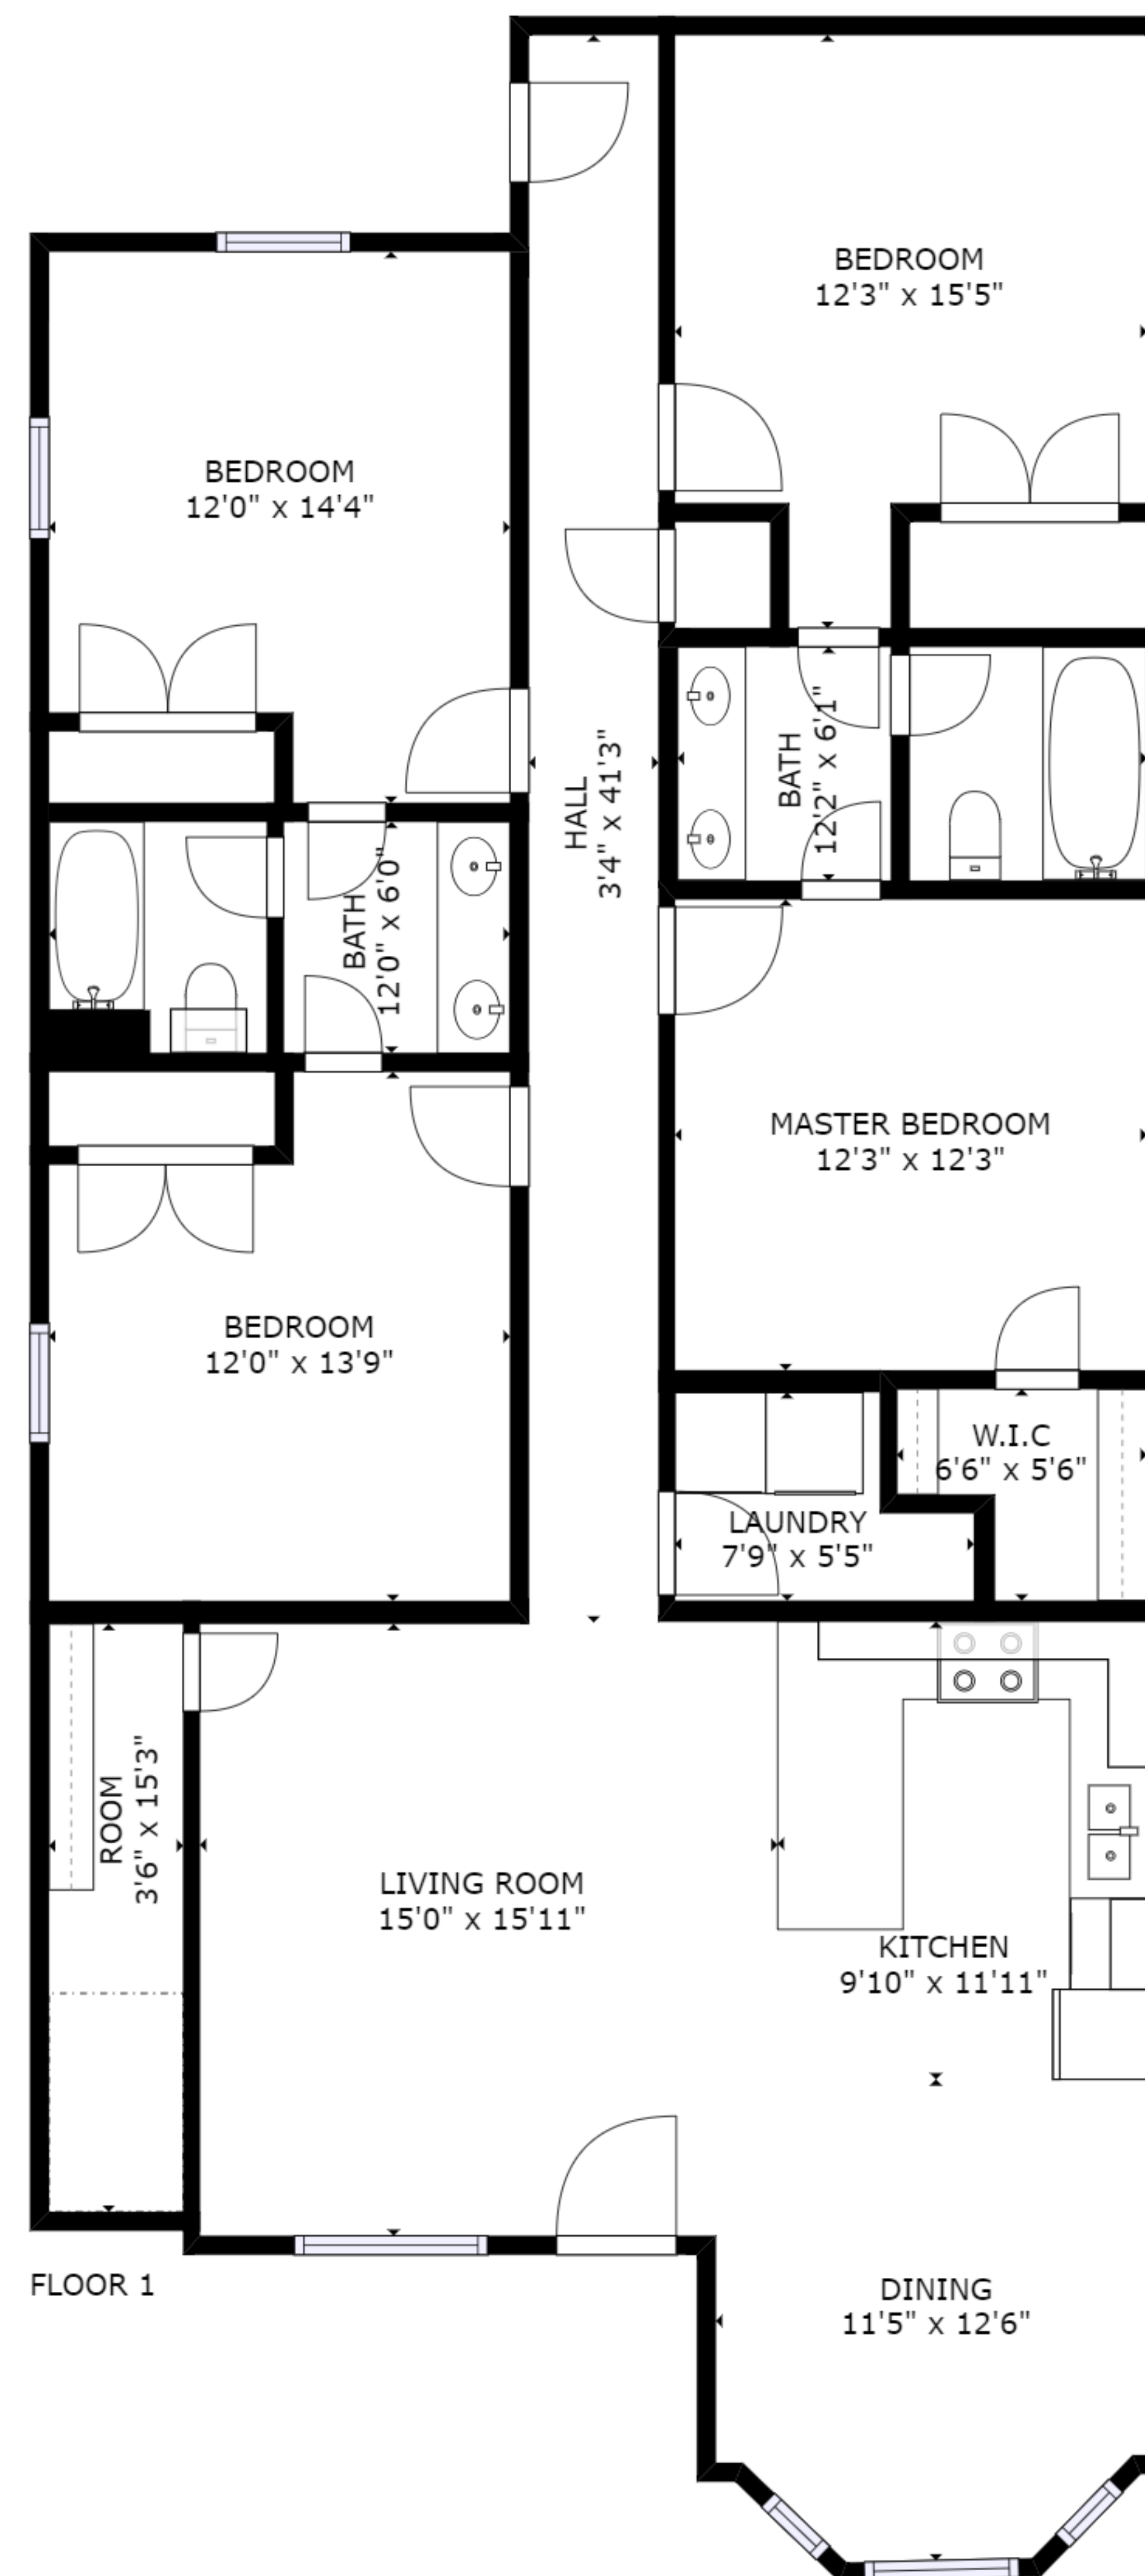 BEDROOM
12'3" x 15'5"
BEDROOM
12'0" x 14'4"
HALL
3'4" x 41'3"
BATH
12'2" x 6'1"
BATH
12'0" x 6'0"
MASTER BEDROOM
12'3" x 12'3"
BEDROOM
12'0" x 13'9"
W.I.C
6'6" x 5'6"
LAUNDRY
7'9" x 5'5"
ROOM
3'6" x 15'3"
LIVING ROOM
15'0" x 15'11"
KITCHEN
9'10" x 11'11"
FLOOR 1
DINING
11'5" x 12'6"